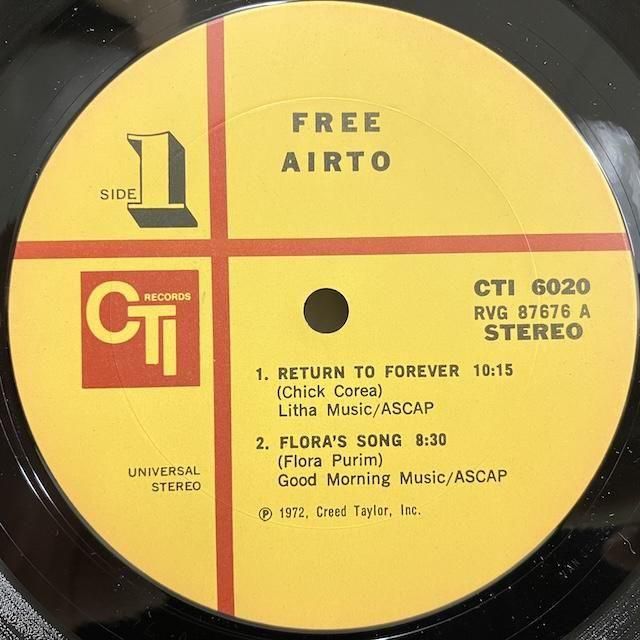 FREE
AIRTO
SIDE 1
CTI RECORDS
CTI 6020
RVG 87676 A
STEREO
1. RETURN TO FOREVER 10:15
(Chick Corea)
Litha Music/ASCAP
2. FLORA'S SONG 8:30
(Flora Purim)
Good Morning Music/ASCAP
UNIVERSAL
STEREO
℗ 1972, Creed Taylor, Inc.